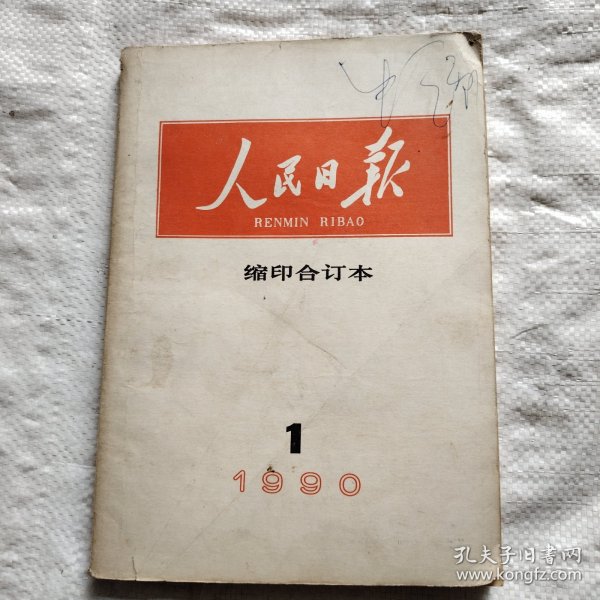 人民日报
RENMIN RIBAO
缩印合订本
1
1990
孔夫子旧书网
www.kongfz.com